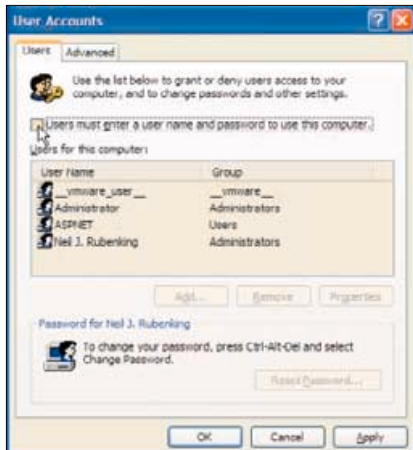 User Accounts
Users
Advanced
Use the list below to grant or deny users access to your
computer, and to change passwords and other settings.
Users must enter a user name and password to use this computer.
Users for this computer:
User Name Group
__vmware_user__ __vmware__
Administrator Administrators
ASPNET Users
Neil J. Rubenking Administrators
Add... Remove Properties
Password for Neil J. Rubenking
To change your password, press Ctrl-Alt-Del and select
Change Password.
Reset Password...
OK Cancel Apply